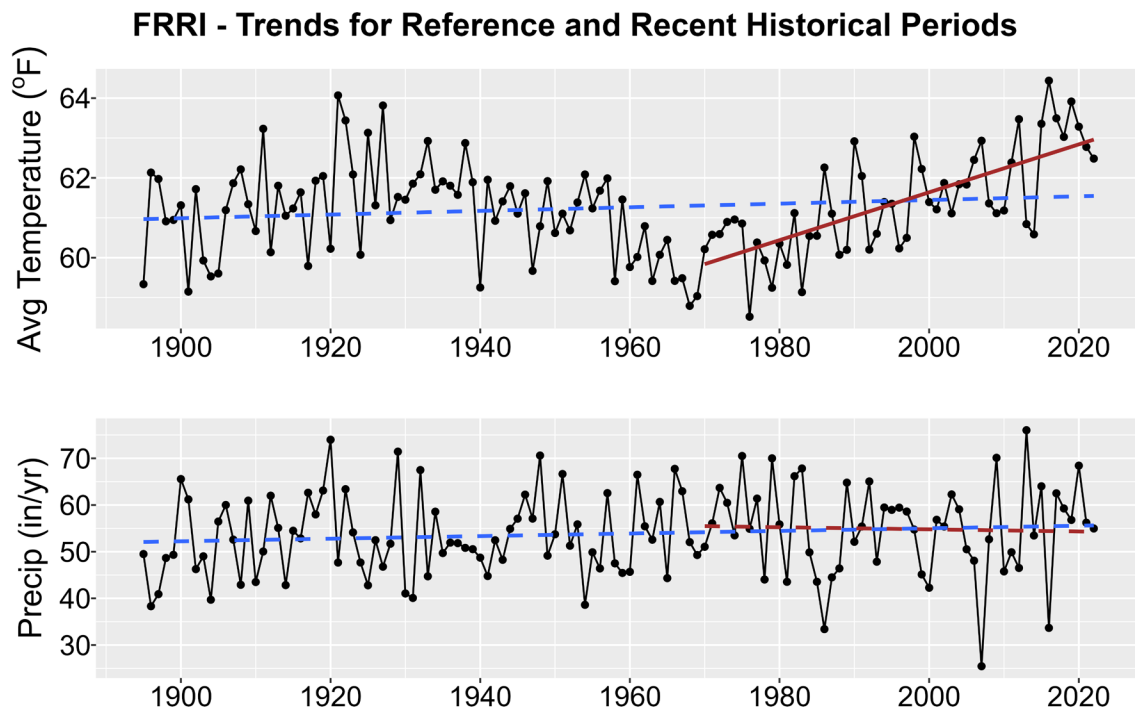 FRRI - Trends for Reference and Recent Historical Periods
Avg Temperature (°F)
64
62
60
1900 1920 1940 1960 1980 2000 2020
Precip (in/yr)
70
60
50
40
30
1900 1920 1940 1960 1980 2000 2020